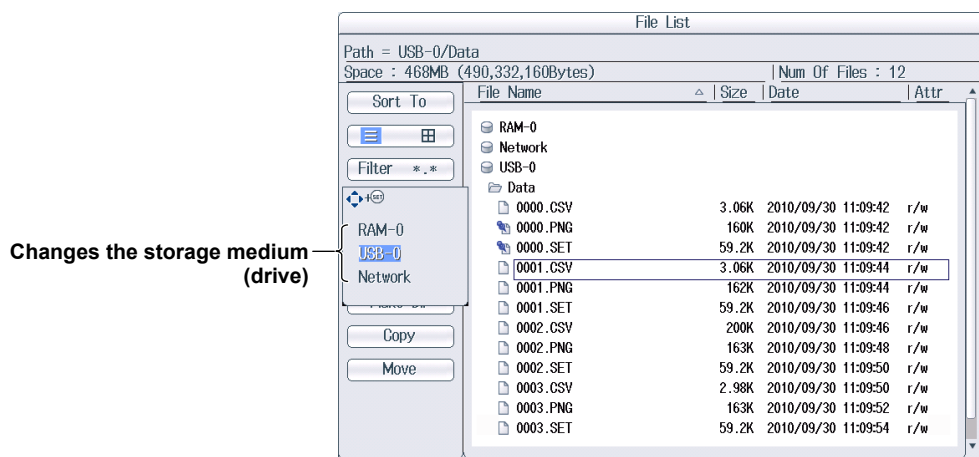 File List
Path = USB-0/Data
Space : 468MB (490,332,160Bytes) Num Of Files : 12
File Name Size Date Attr
Sort To
Filter *.*
+SET
RAM-0
USB-0
Network
Copy
Move
Changes the storage medium
(drive)
RAM-0
Network
USB-0
Data
0000.CSV 3.06K 2010/09/30 11:09:42 r/w
0000.PNG 160K 2010/09/30 11:09:42 r/w
0000.SET 59.2K 2010/09/30 11:09:42 r/w
0001.CSV 3.06K 2010/09/30 11:09:44 r/w
0001.PNG 162K 2010/09/30 11:09:44 r/w
0001.SET 59.2K 2010/09/30 11:09:46 r/w
0002.CSV 200K 2010/09/30 11:09:46 r/w
0002.PNG 163K 2010/09/30 11:09:48 r/w
0002.SET 59.2K 2010/09/30 11:09:50 r/w
0003.CSV 2.98K 2010/09/30 11:09:50 r/w
0003.PNG 163K 2010/09/30 11:09:52 r/w
0003.SET 59.2K 2010/09/30 11:09:54 r/w